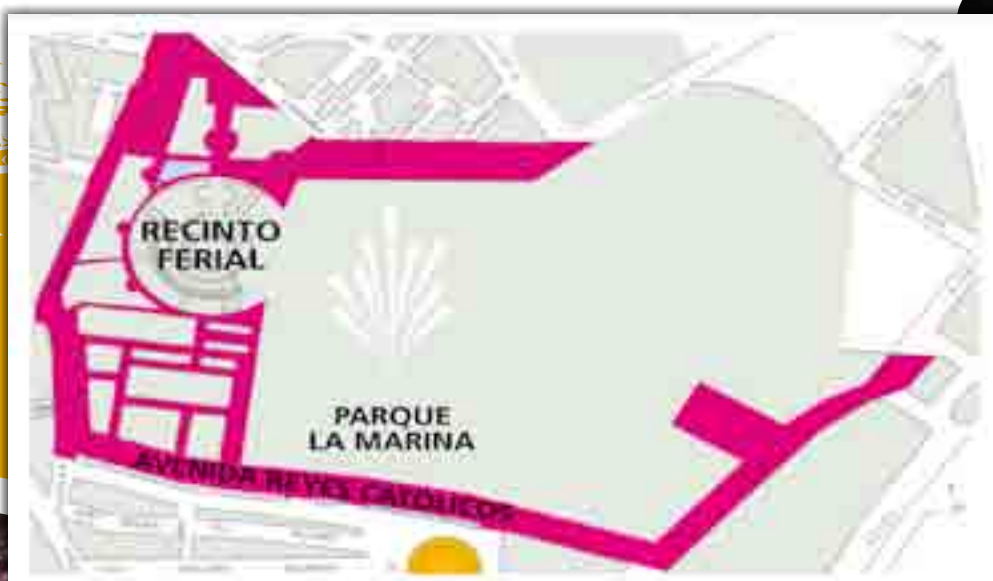 RECINTO
FERIAL
PARQUE
LA MARINA
AVENIDA REYES CATÓLICOS